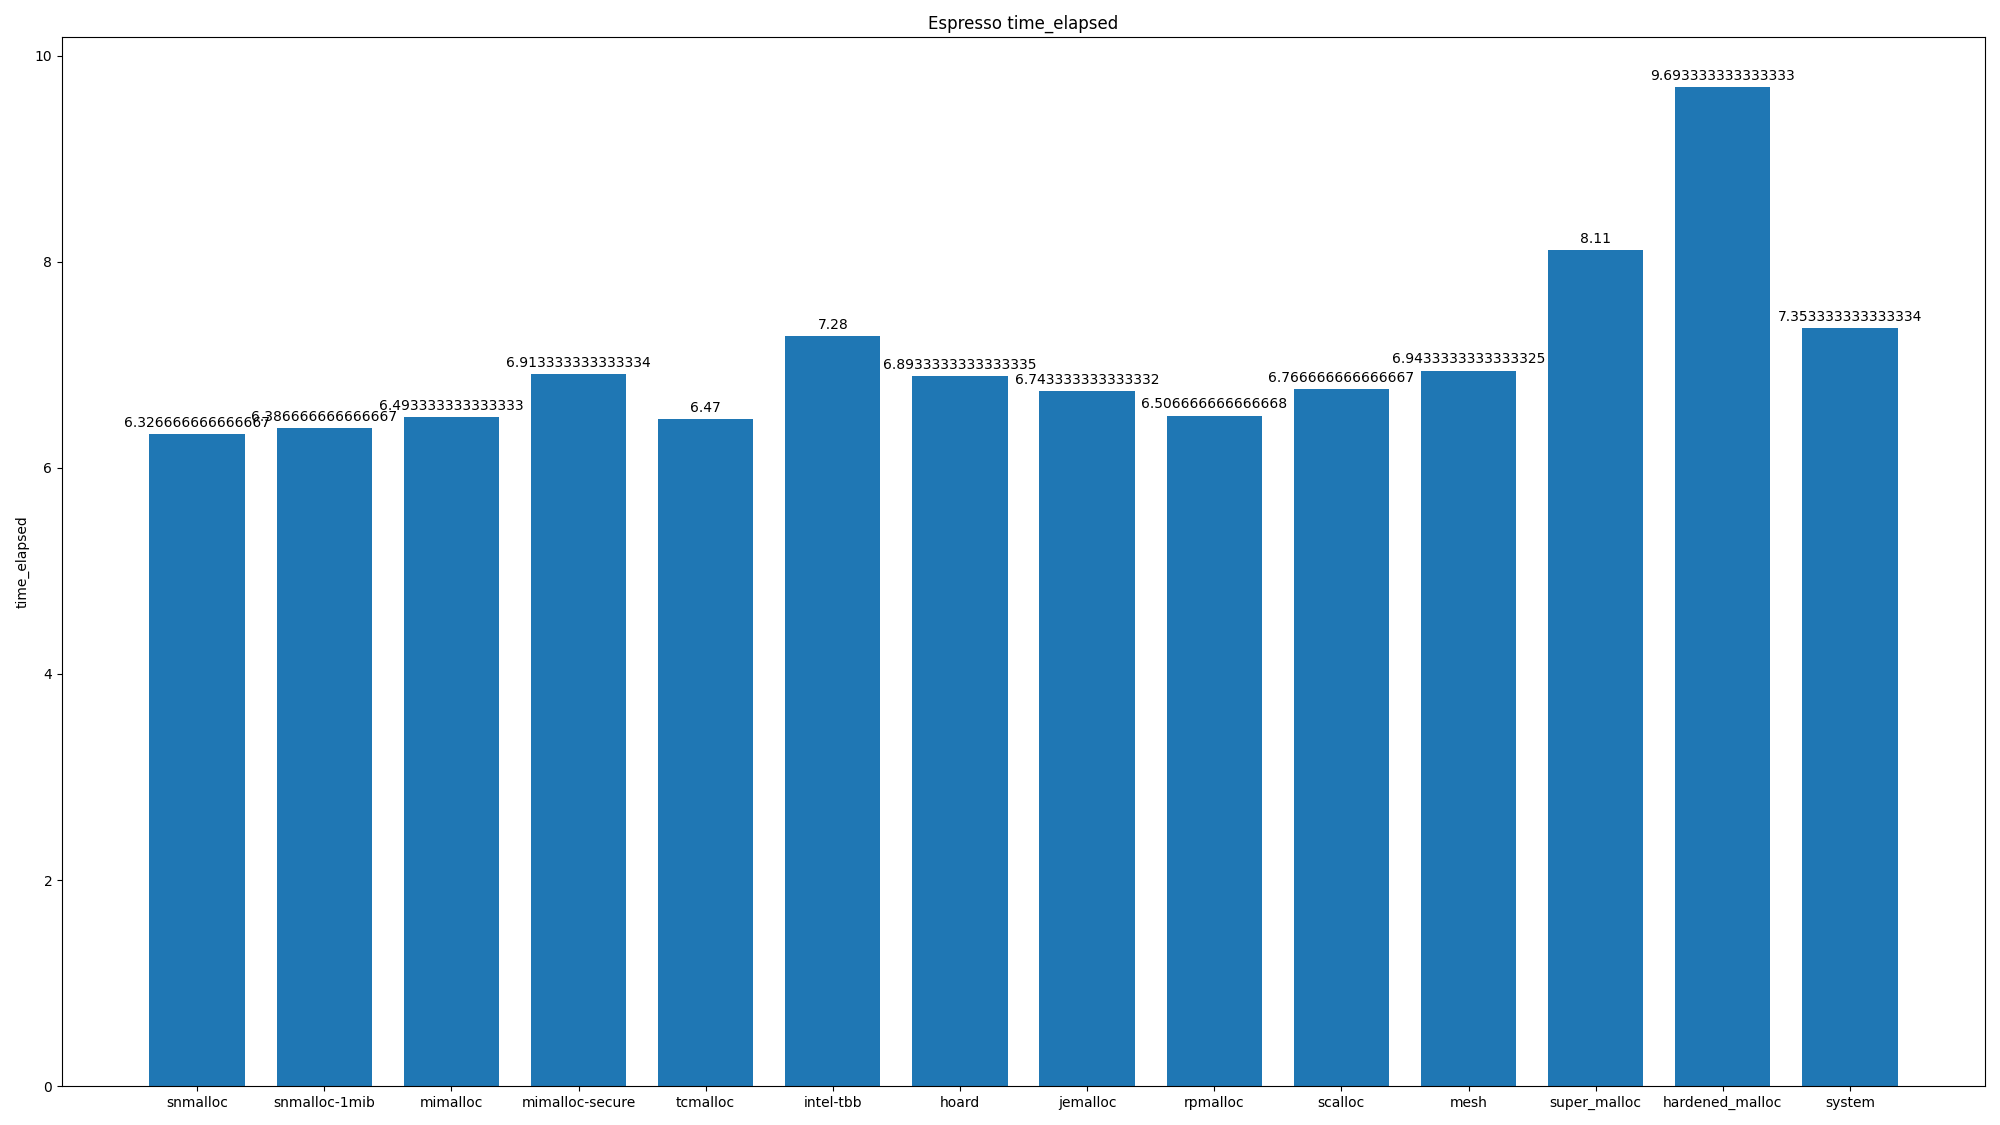 Espresso time_elapsed
time_elapsed
10
8
6
4
2
0
6.326666666666667
6.386666666666667
6.493333333333333
6.913333333333334
6.47
7.28
6.8933333333333335
6.743333333333332
6.506666666666668
6.766666666666667
6.9433333333333325
8.11
9.693333333333333
7.353333333333334
snmalloc
snmalloc-1mib
mimalloc
mimalloc-secure
tcmalloc
intel-tbb
hoard
jemalloc
rpmalloc
scalloc
mesh
super_malloc
hardened_malloc
system